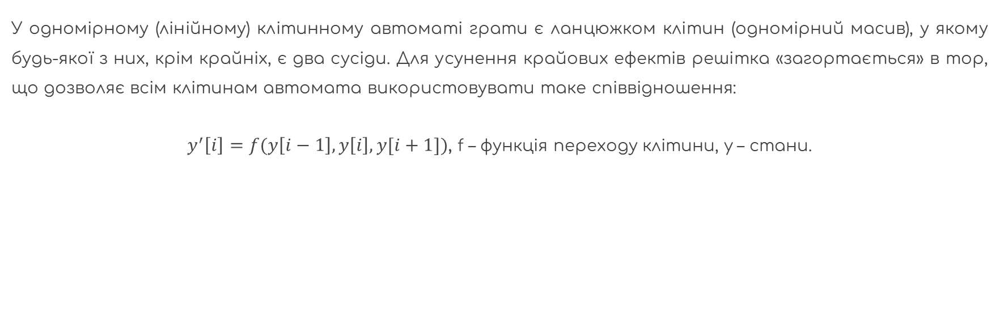 У одномірному (лінійному) клітинному автоматі грати є ланцюжком клітин (одномірний масив), у якому
будь-якої з них, крім крайніх, є два сусіди. Для усунення крайових ефектів решітка «загортається» в тор,
що дозволяє всім клітинам автомата використовувати таке співвідношення:
y′[i] = f(y[i − 1], y[i], y[i + 1]), f – функція переходу клітини, y – стани.